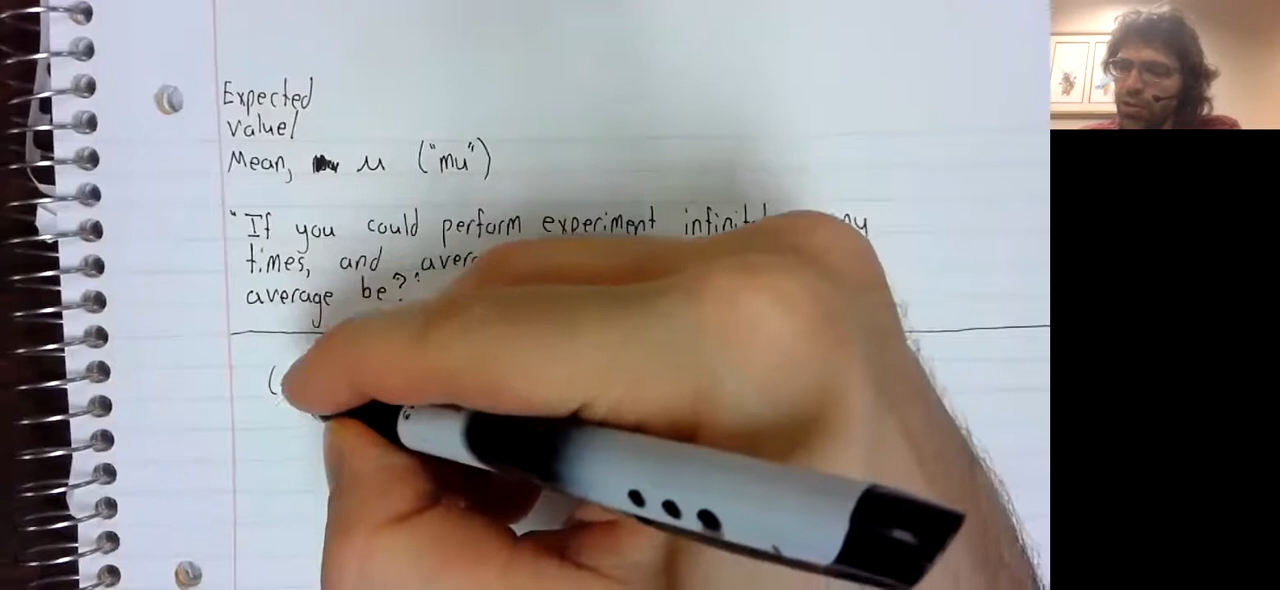 Expected
value/
Mean, μ ("mu")
"If you could perform experiment
times, and
average be?"
(